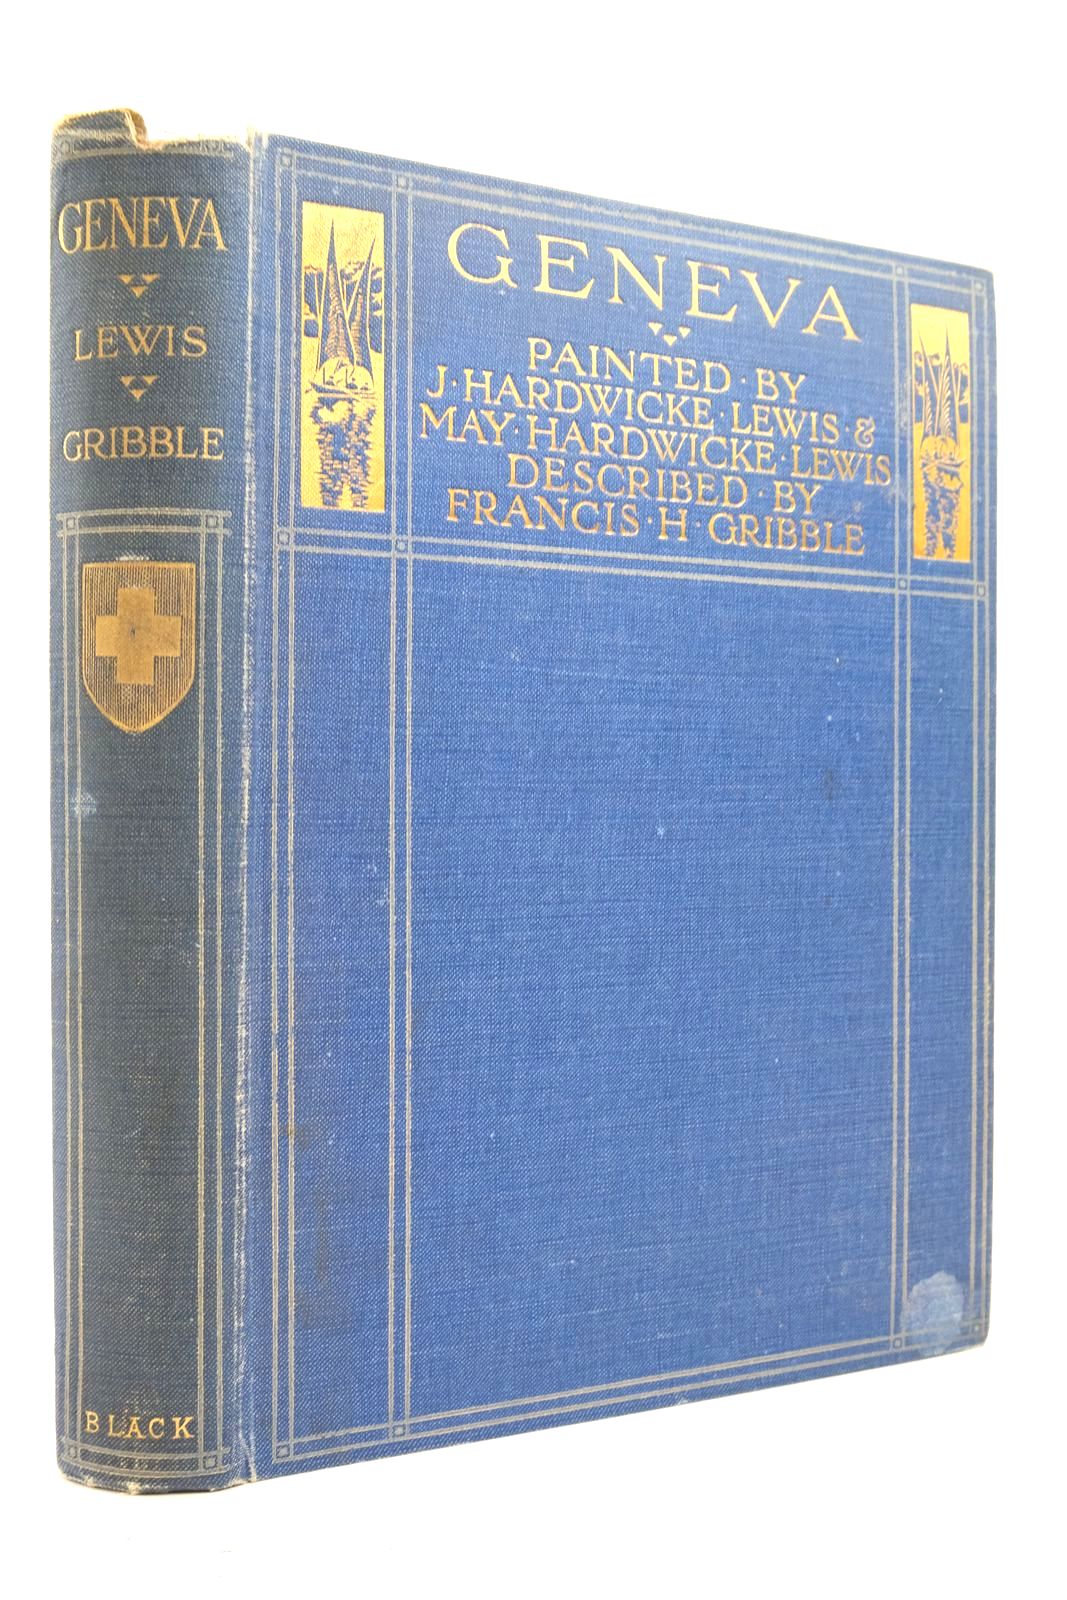 GENEVA
LEWIS
GRIBBLE
BLACK
GENEVA
PAINTED · BY
J · HARDWICKE · LEWIS · &
MAY · HARDWICKE · LEWIS
DESCRIBED · BY
FRANCIS · H · GRIBBLE